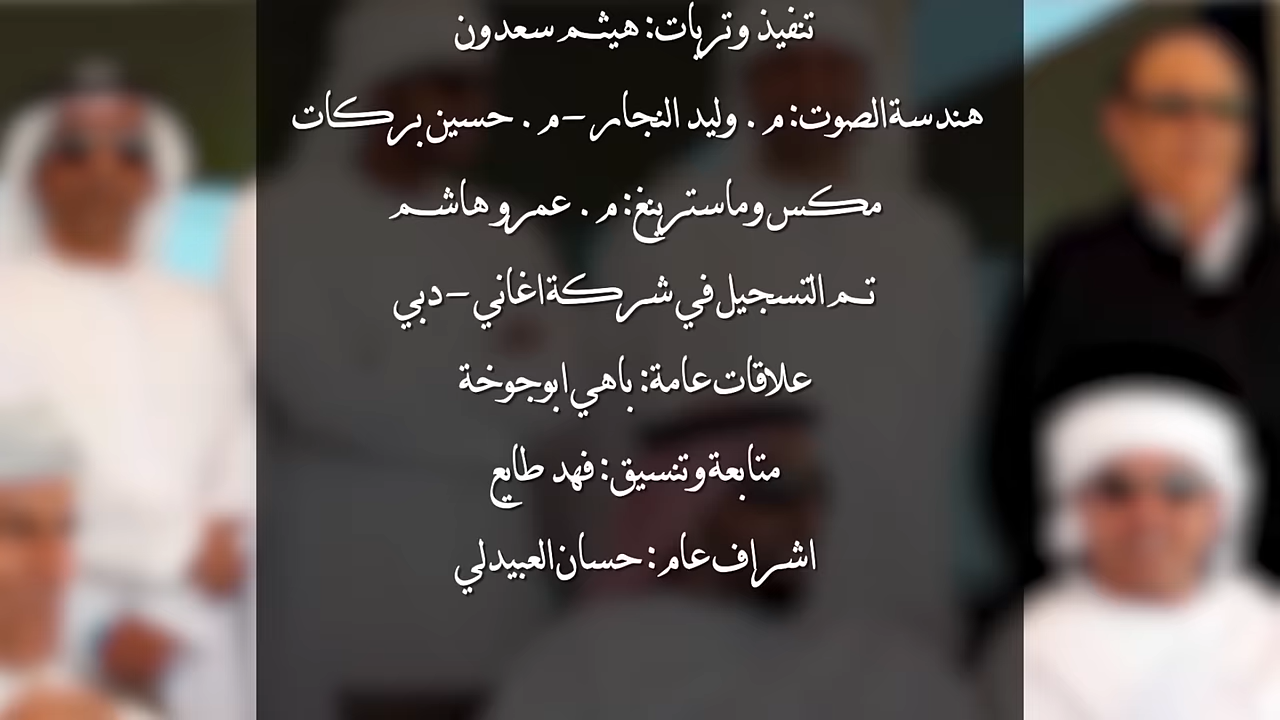 تنفيذ وتريات: هيثم سعدون
هندسة الصوت: م . وليد النجار - م . حسين بركات
مكس وماسترينغ: م . عمرو هاشم
تم التسجيل في شركة اغاني - دبي
علاقات عامة: باهي ابوجوخة
متابعة وتنسيق: فهد طايع
اشراف عام: حسان العبيدلي